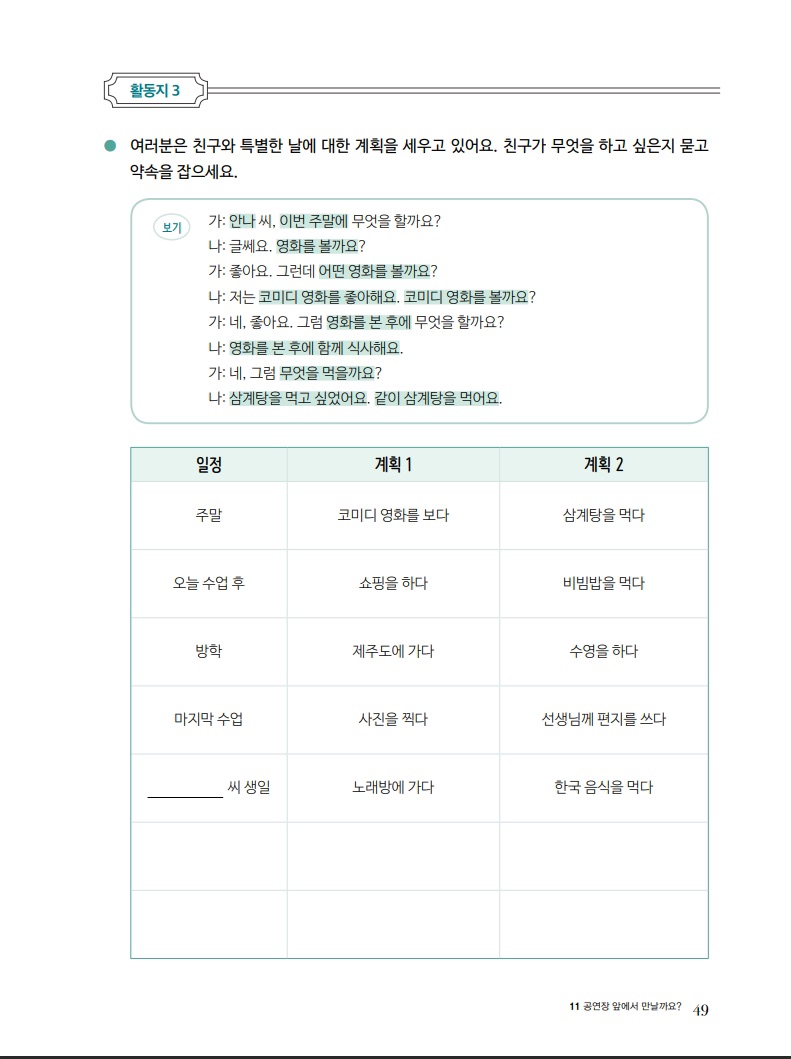 활동지 3
여러분은 친구와 특별한 날에 대한 계획을 세우고 있어요. 친구가 무엇을 하고 싶은지 묻고
약속을 잡으세요.
보기
가: 안나 씨, 이번 주말에 무엇을 할까요?
나: 글쎄요. 영화를 볼까요?
가: 좋아요. 그런데 어떤 영화를 볼까요?
나: 저는 코미디 영화를 좋아해요. 코미디 영화를 볼까요?
가: 네, 좋아요. 그럼 영화를 본 후에 무엇을 할까요?
나: 영화를 본 후에 함께 식사해요.
가: 네, 그럼 무엇을 먹을까요?
나: 삼계탕을 먹고 싶었어요. 같이 삼계탕을 먹어요.
일정 계획 1 계획 2
주말 코미디 영화를 보다 삼계탕을 먹다
오늘 수업 후 쇼핑을 하다 비빔밥을 먹다
방학 제주도에 가다 수영을 하다
마지막 수업 사진을 찍다 선생님께 편지를 쓰다
__________ 씨 생일 노래방에 가다 한국 음식을 먹다
11 공연장 앞에서 만날까요? 49